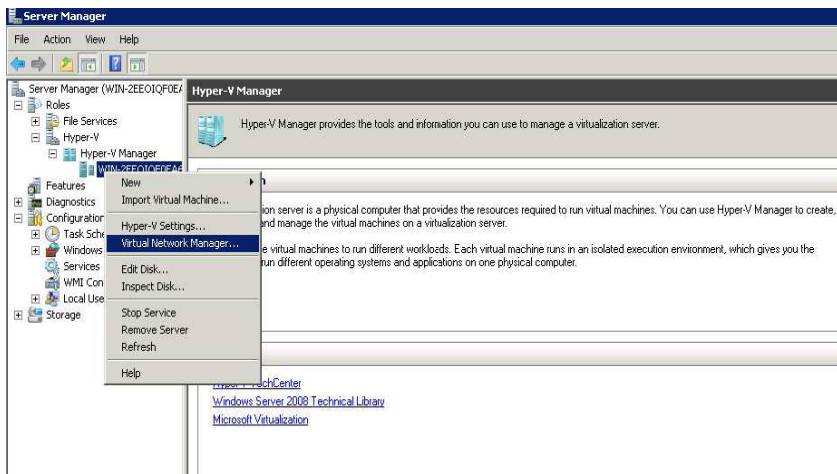 Server Manager
File Action View Help
Server Manager (WIN-2EEOIQF0E
Roles
File Services
Hyper-V
Hyper-V Manager
Features
Diagnostics
Configuration
Task Sche
Windows
Services
WMI Con
Local Use
Storage
New
Import Virtual Machine...
Hyper-V Settings...
Virtual Network Manager...
Edit Disk...
Inspect Disk...
Stop Service
Remove Server
Refresh
Help
Hyper-V Manager
Hyper-V Manager provides the tools and information you can use to manage a virtualization server.
ion server is a physical computer that provides the resources required to run virtual machines. You can use Hyper-V Manager to create,
and manage the virtual machines on a virtualization server.
e virtual machines to run different workloads. Each virtual machine runs in an isolated execution environment, which gives you the
run different operating systems and applications on one physical computer.
TechCenter
Windows Server 2008 Technical Library
Microsoft Virtualization